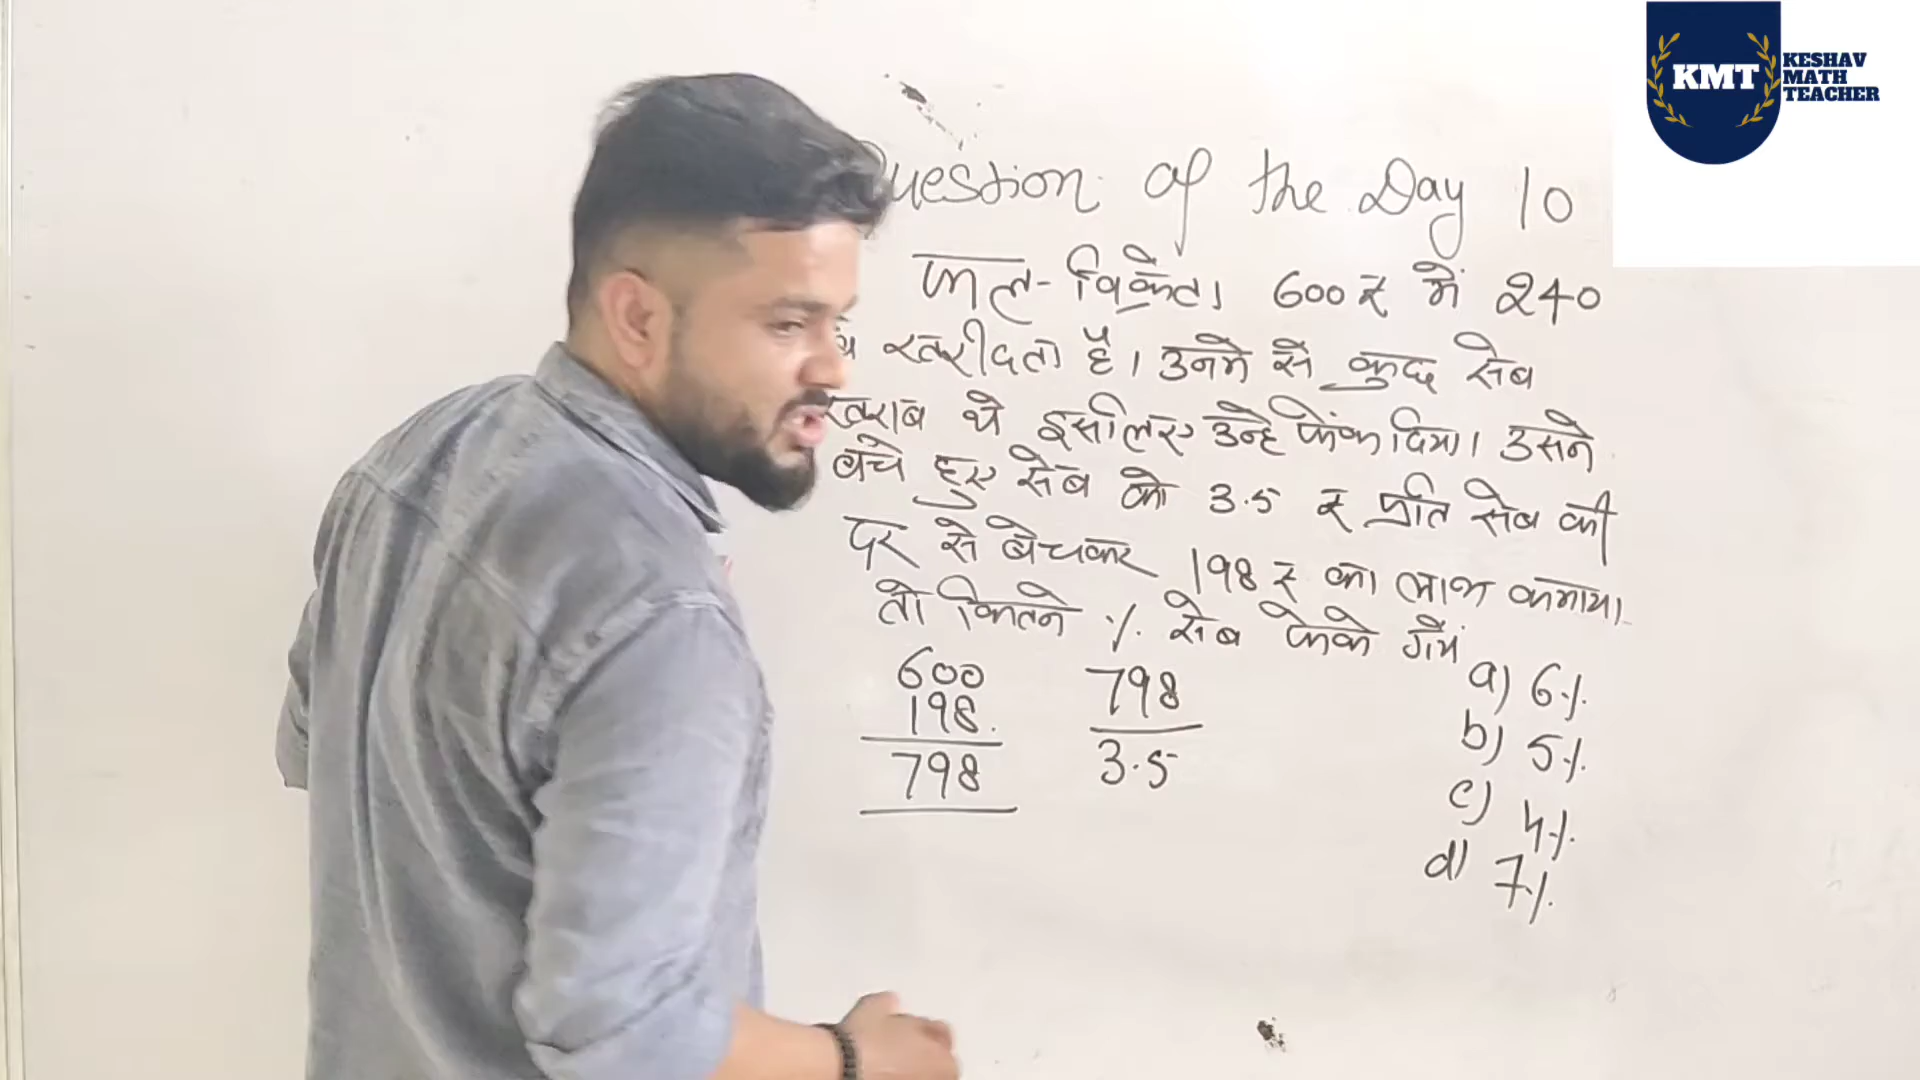 KMT
KESHAV
MATH
TEACHER
Question of the Day 10
फल-विक्रेता 600 ₹ में 240
खरीदता है। उनमे से कुछ सेब
खराब थे इसलिए उन्हे फेंक दिया। उसने
बचे हुए सेब को 3.5 ₹ प्रति सेब की
दर से बेचकर 198 ₹ का लाभ कमाया।
तो कितने % सेब फेके गये
600
198
798
798
3.5
a) 6%
b) 5%
c) 4%
d) 7%